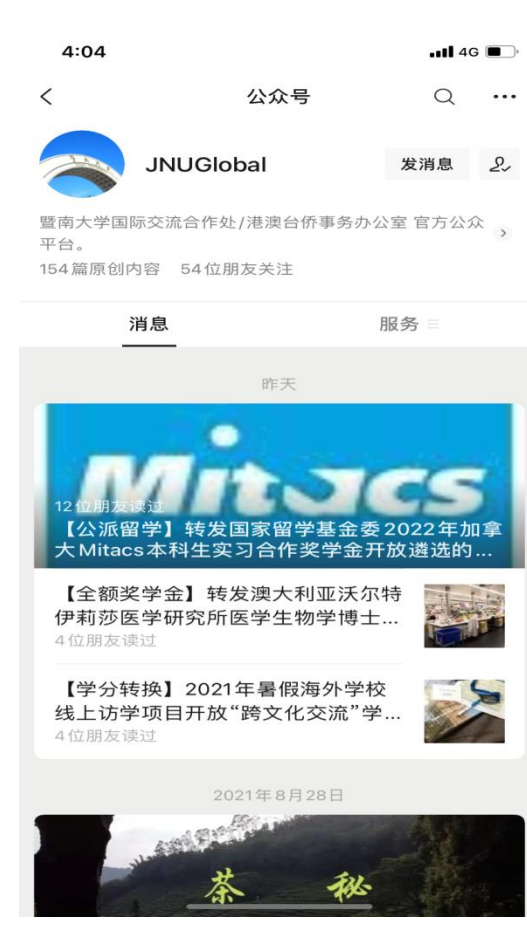 4:04
4G
公众号
JNUGlobal
发消息
暨南大学国际交流合作处/港澳台侨事务办公室 官方公众
平台。
154篇原创内容 54位朋友关注
消息
服务
昨天
Mitacs
12位朋友读过
【公派留学】转发国家留学基金委2022年加拿
大Mitacs本科生实习合作奖学金开放遴选的...
【全额奖学金】转发澳大利亚沃尔特
伊莉莎医学研究所医学生物学博士...
4位朋友读过
【学分转换】2021年暑假海外学校
线上访学项目开放“跨文化交流”学...
4位朋友读过
2021年8月28日
茶 秘